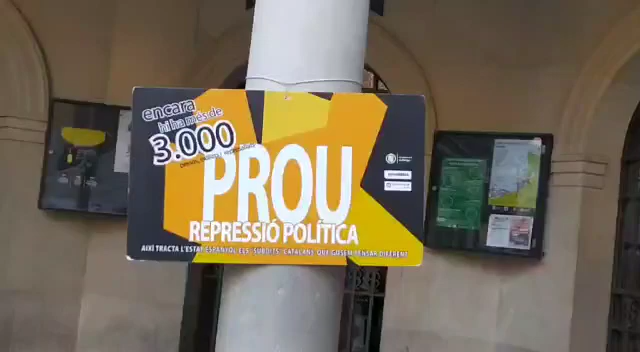 encara
hi ha més de
3.000
PROU
REPRESSIÓ POLÍTICA
AIXÍ TRACTA L'ESTAT ESPANYOL ELS "SÚBDITS" CATALANS QUE GOSEM PENSAR DIFERENT